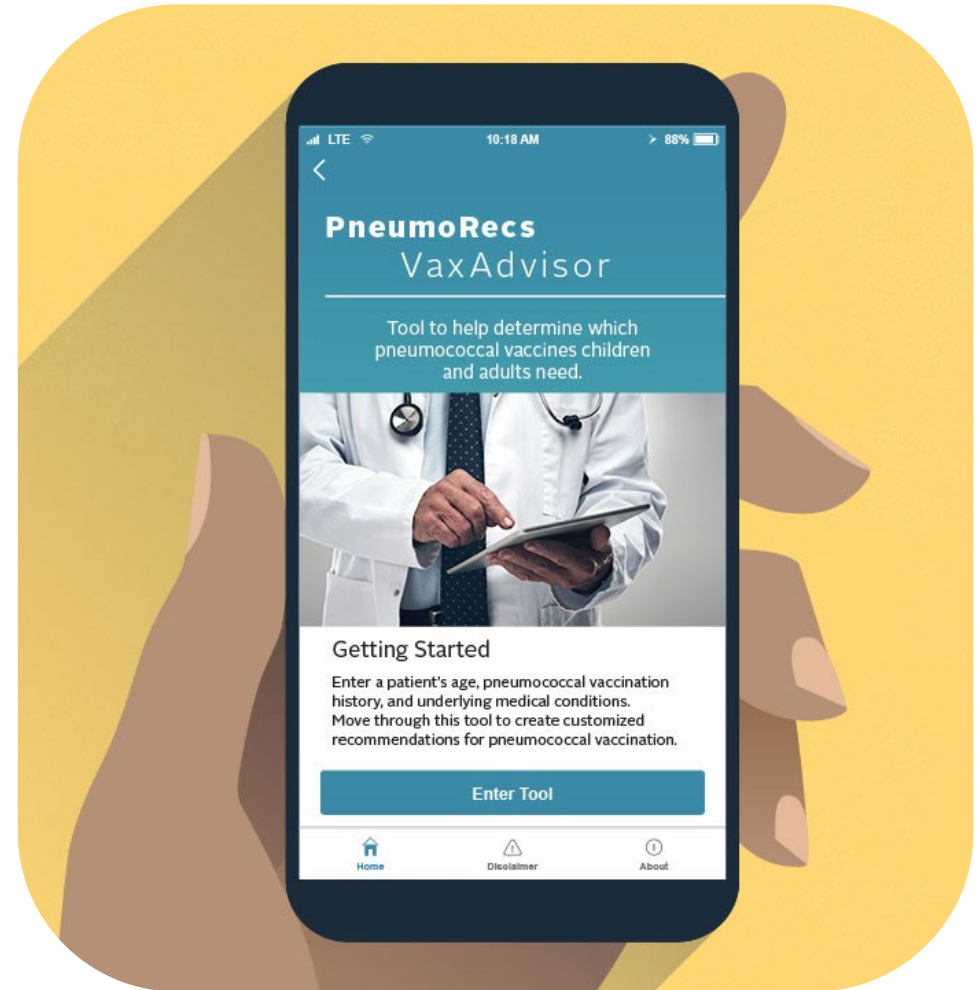 LTE 10:18 AM 88%
PneumoRecs
VaxAdvisor
Tool to help determine which
pneumococcal vaccines children
and adults need.
Getting Started
Enter a patient's age, pneumococcal vaccination
history, and underlying medical conditions.
Move through this tool to create customized
recommendations for pneumococcal vaccination.
Enter Tool
Home Disclaimer About